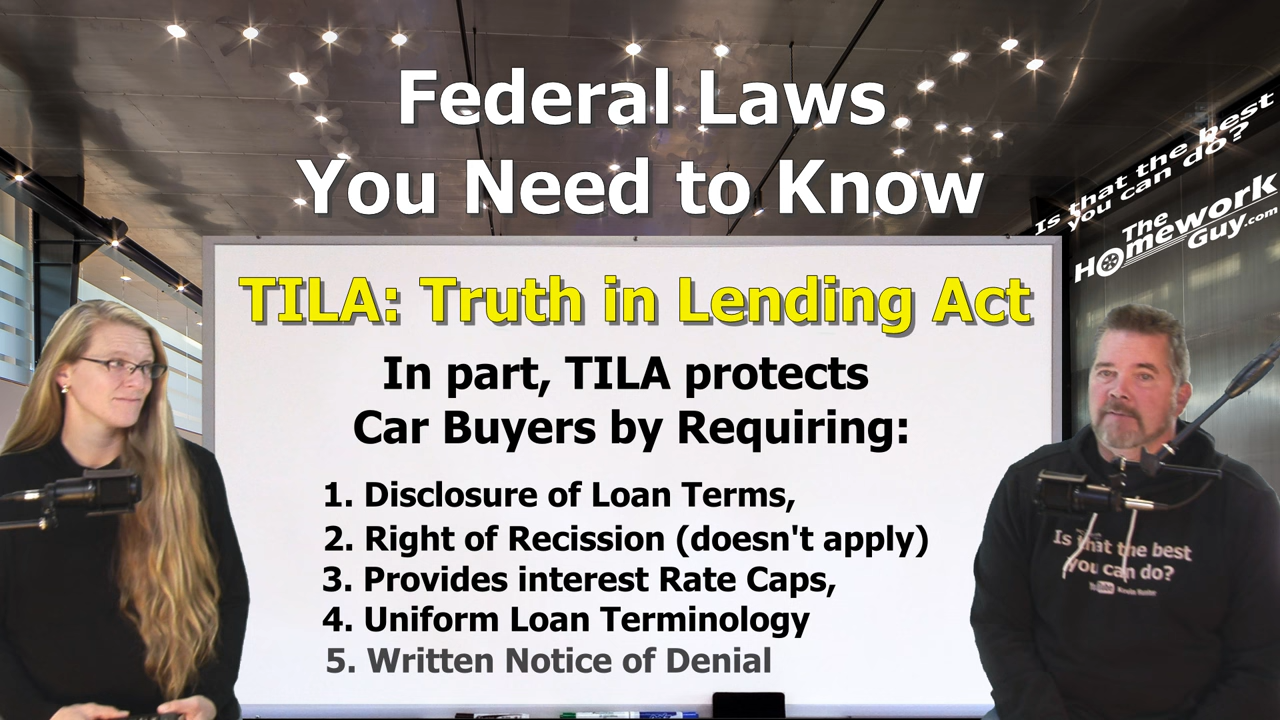 Federal Laws
You Need to Know
Is that the best
you can do?
The
Homework
Guy.com
TILA: Truth in Lending Act
In part, TILA protects
Car Buyers by Requiring:
1. Disclosure of Loan Terms,
2. Right of Recission (doesn't apply)
3. Provides interest Rate Caps,
4. Uniform Loan Terminology
5. Written Notice of Denial
Is that the best
you can do?